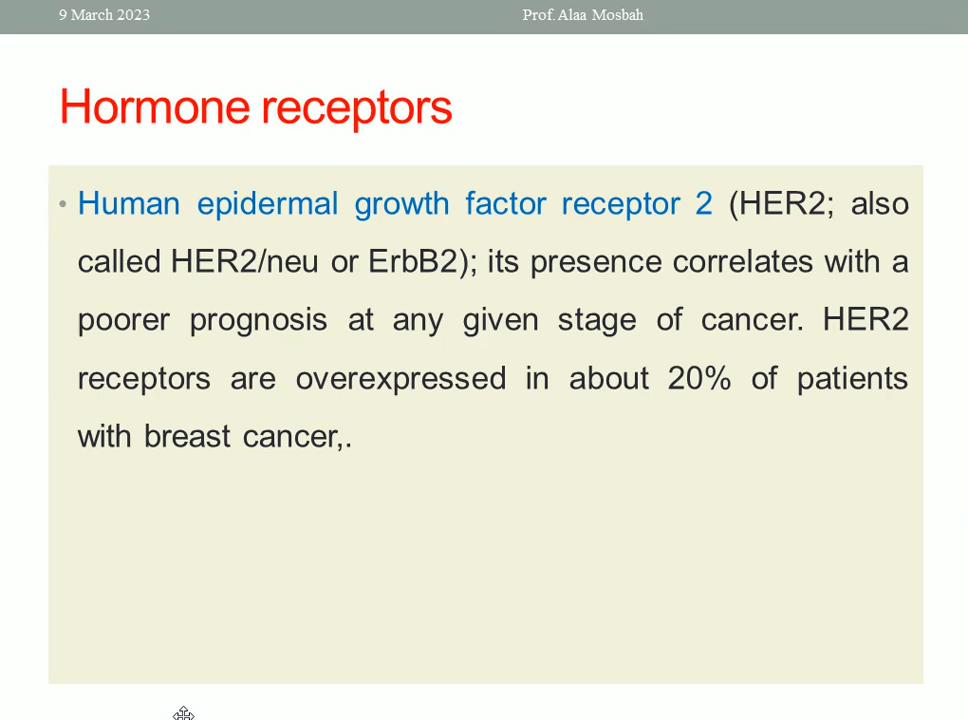 9 March 2023
Prof. Alaa Mosbah
Hormone receptors
• Human epidermal growth factor receptor 2 (HER2; also
called HER2/neu or ErbB2); its presence correlates with a
poorer prognosis at any given stage of cancer. HER2
receptors are overexpressed in about 20% of patients
with breast cancer,.